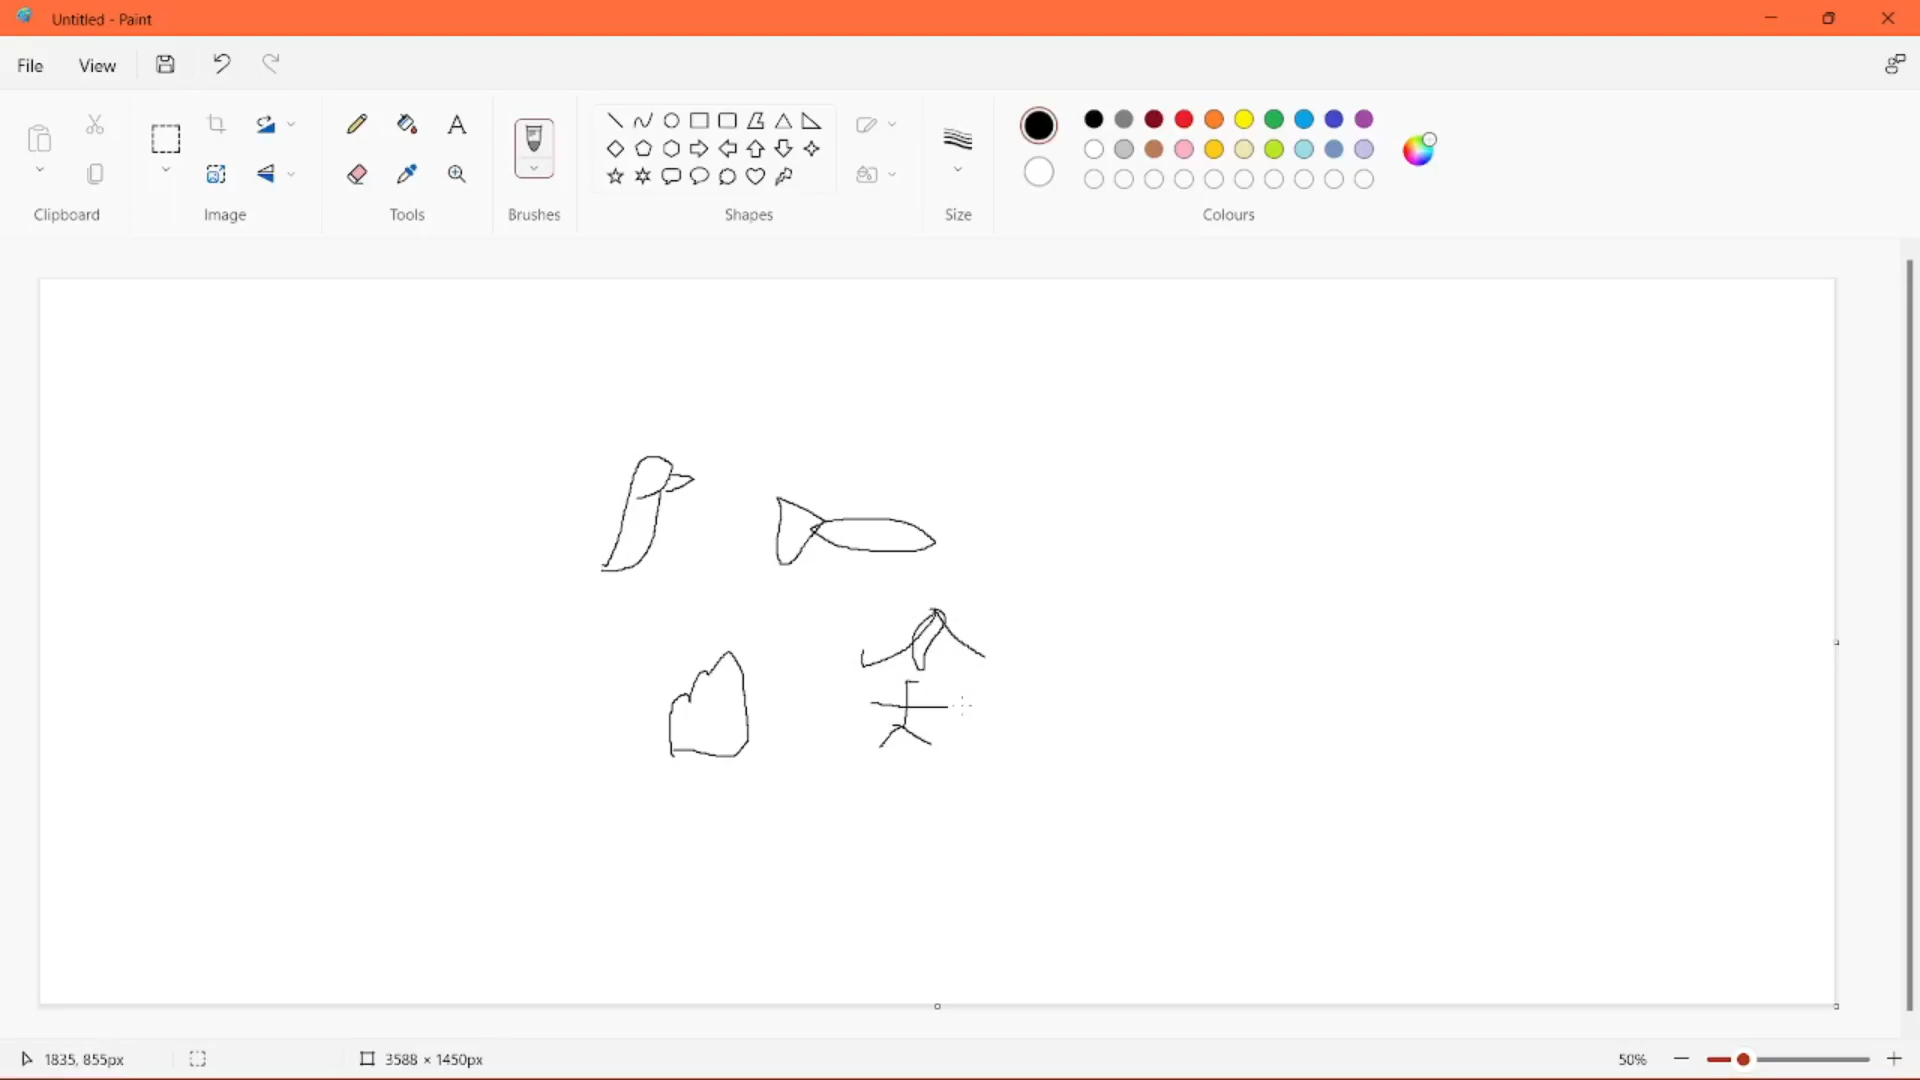 Untitled - Paint
File View
Clipboard Image Tools Brushes Shapes Size Colours
1835, 855px 3588 × 1450px 50%